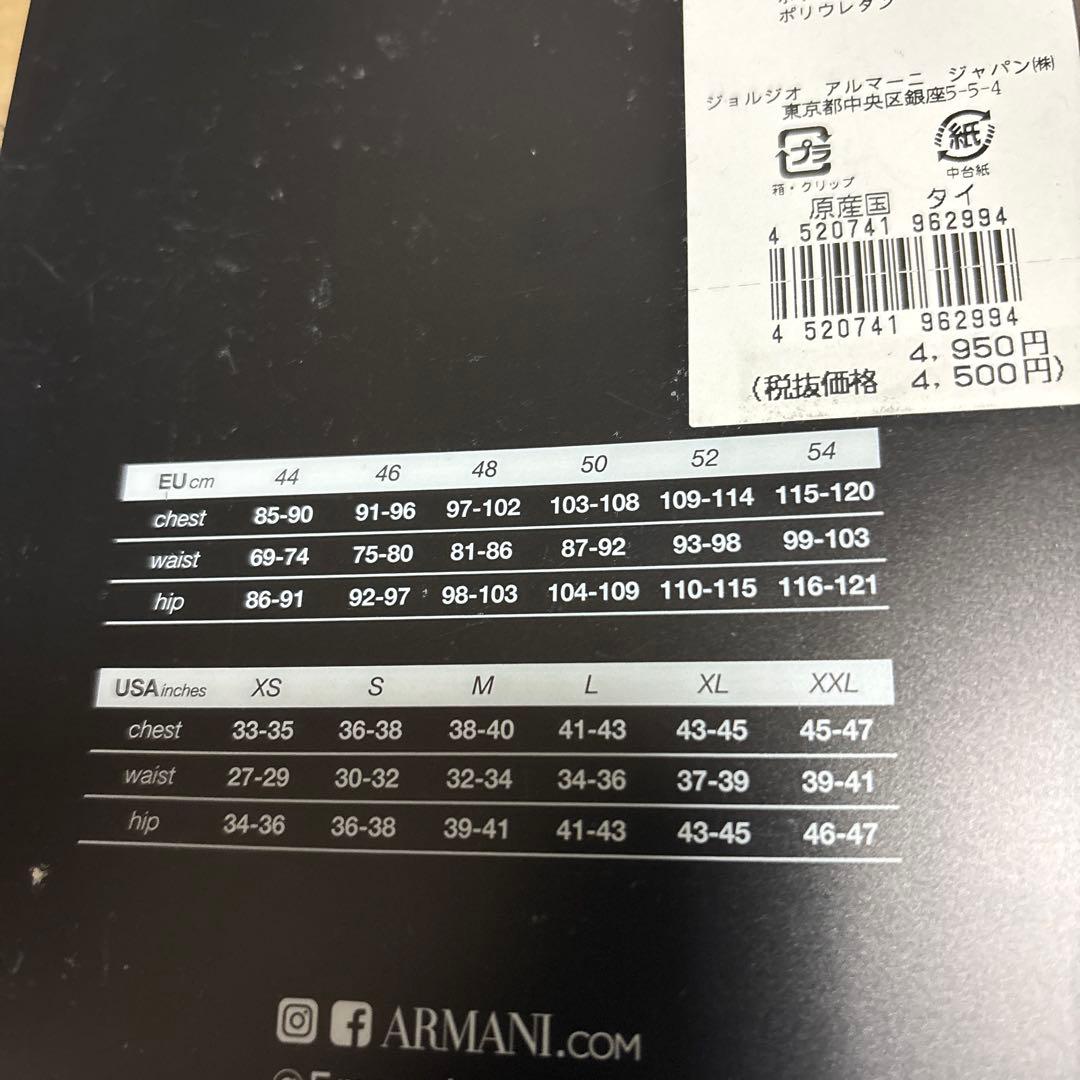 ポリウレタン
ジョルジオ アルマーニ ジャパン(株)
東京都中央区銀座5-5-4
プラ 紙
箱・クリップ 中台紙
原産国 タイ
4 520741 962994
4 520741 962994
4,950円
(税抜価格 4,500円)
EU cm 44 46 48 50 52 54
chest 85-90 91-96 97-102 103-108 109-114 115-120
waist 69-74 75-80 81-86 87-92 93-98 99-103
hip 86-91 92-97 98-103 104-109 110-115 116-121
USA inches XS S M L XL XXL
chest 33-35 36-38 38-40 41-43 43-45 45-47
waist 27-29 30-32 32-34 34-36 37-39 39-41
hip 34-36 36-38 39-41 41-43 43-45 46-47
ARMANI.COM